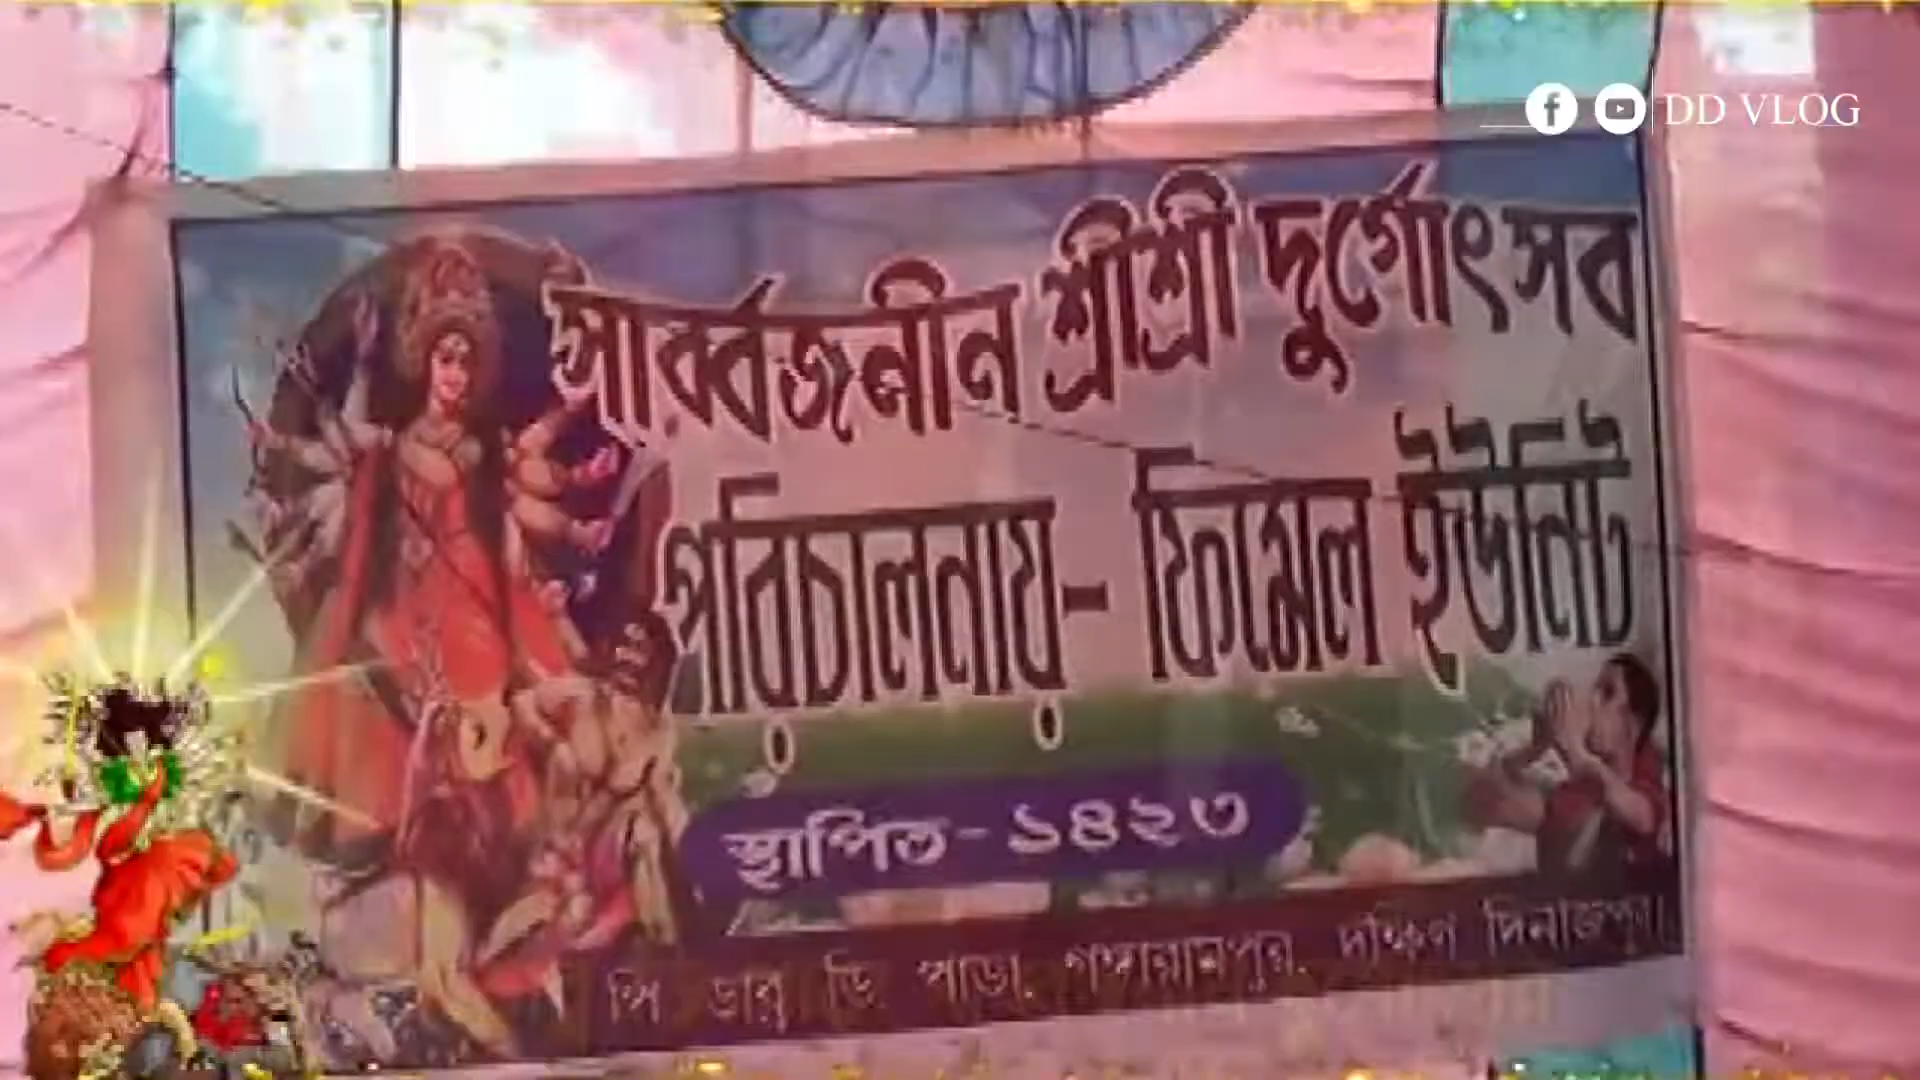 DD VLOG
সার্ব্বজনীন শ্রীশ্রী দুর্গোৎসব
পরিচালনায়- ফিমেল ইউনিট
স্থাপিত - ১৪২৩
পাড়া, গঙ্গারামপুর, দক্ষিণ দিনাজপুর।